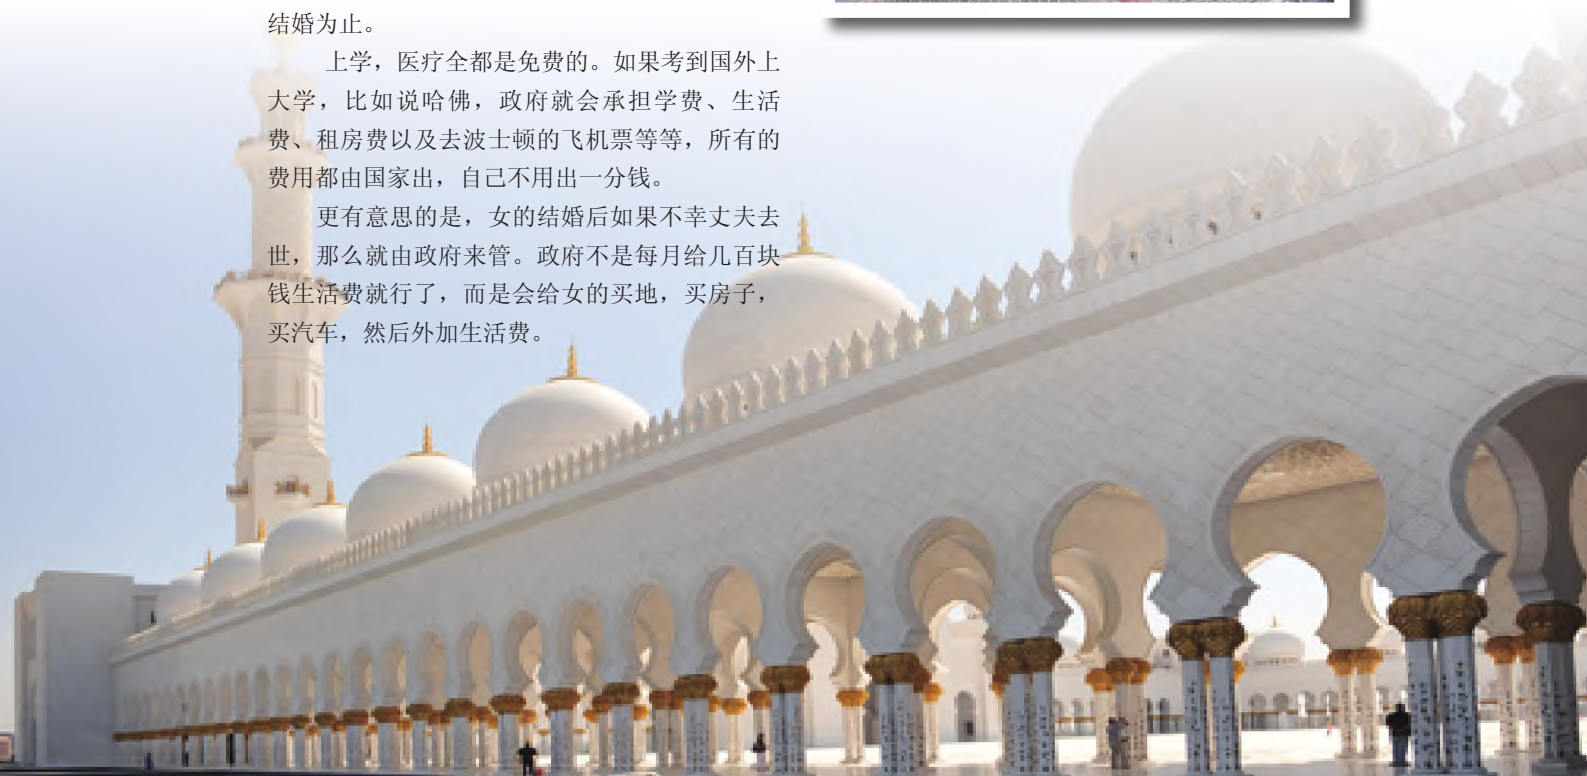 结婚为止。
上学，医疗全都是免费的。如果考到国外上
大学，比如说哈佛，政府就会承担学费、生活
费、租房费以及去波士顿的飞机票等等，所有的
费用都由国家出，自己不用出一分钱。
更有意思的是，女的结婚后如果不幸丈夫去
世，那么就由政府来管。政府不是每月给几百块
钱生活费就行了，而是会给女的买地，买房子，
买汽车，然后外加生活费。